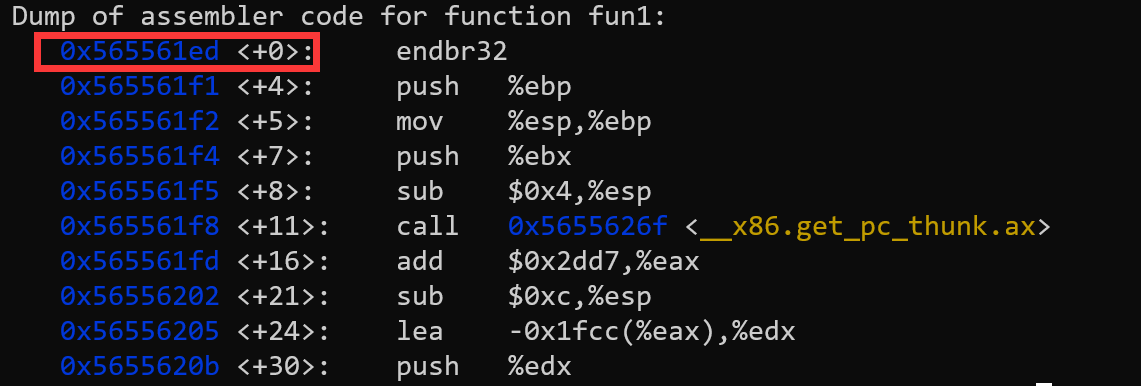 Dump of assembler code for function fun1:
0x565561ed <+0>: endbr32
0x565561f1 <+4>: push %ebp
0x565561f2 <+5>: mov %esp,%ebp
0x565561f4 <+7>: push %ebx
0x565561f5 <+8>: sub $0x4,%esp
0x565561f8 <+11>: call 0x5655626f <__x86.get_pc_thunk.ax>
0x565561fd <+16>: add $0x2dd7,%eax
0x56556202 <+21>: sub $0xc,%esp
0x56556205 <+24>: lea -0x1fcc(%eax),%edx
0x5655620b <+30>: push %edx